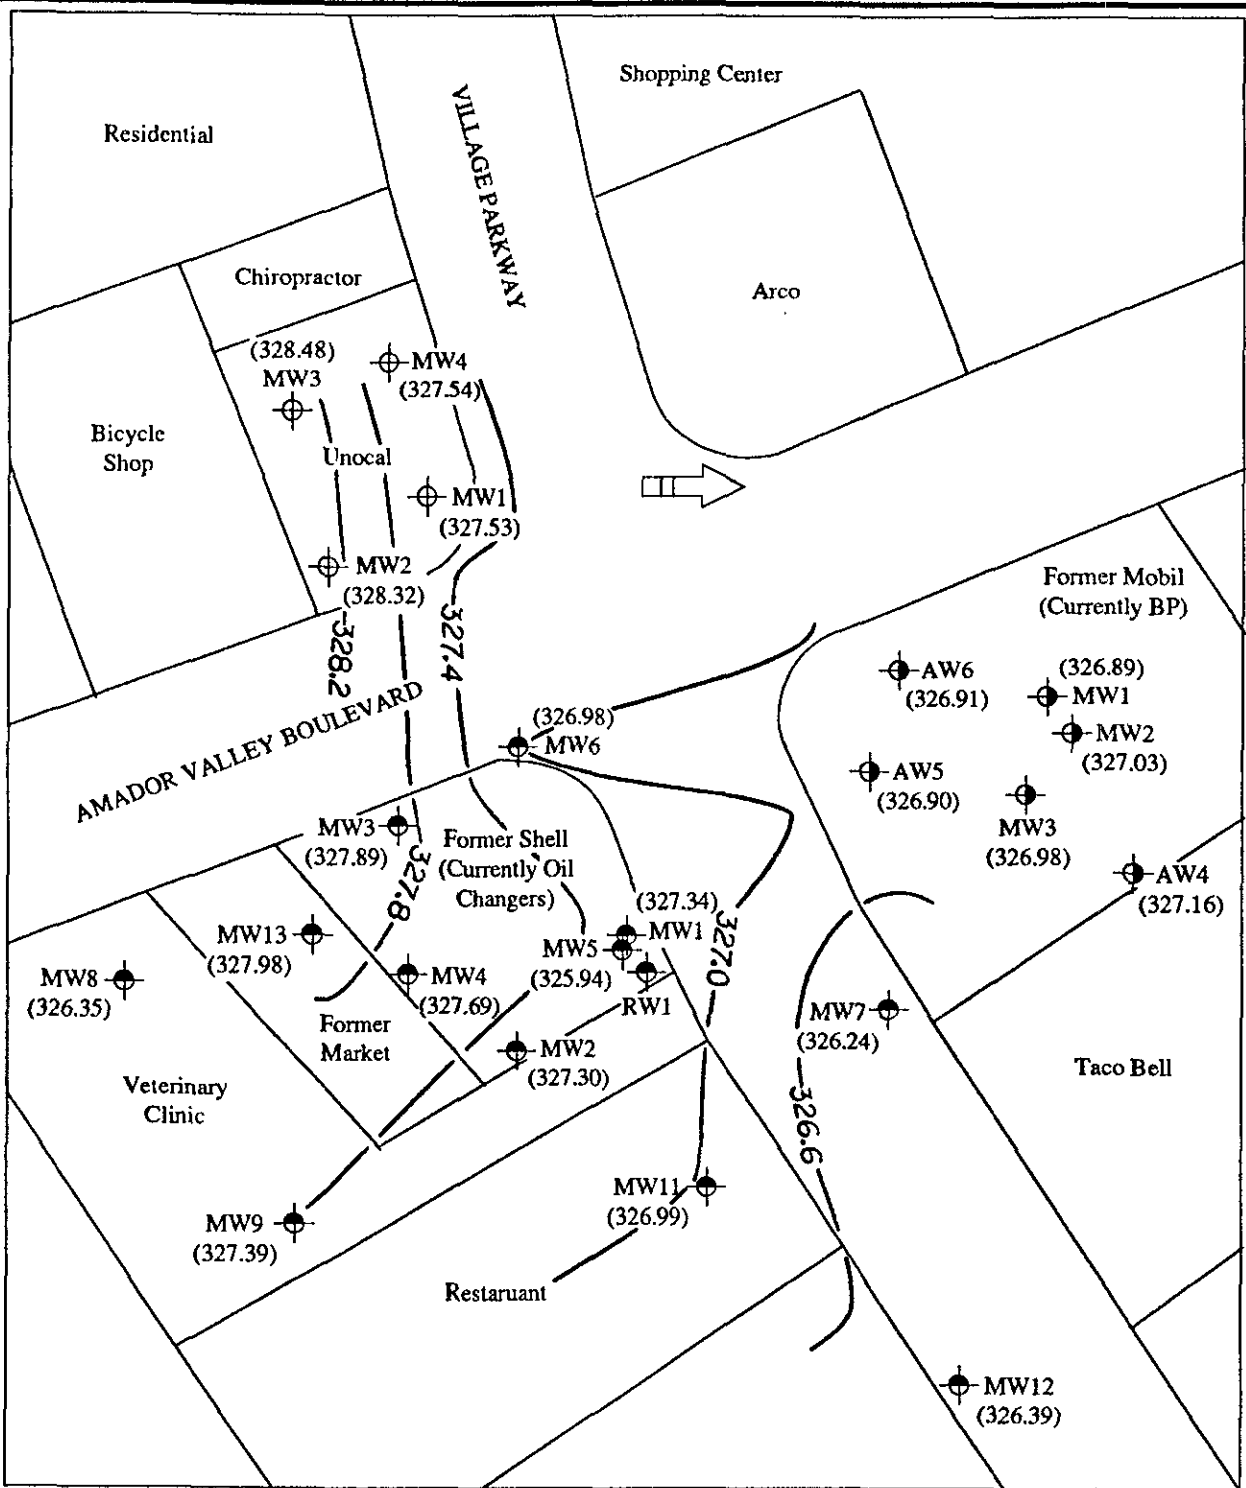 Shopping Center
Residential
VILLAGE PARKWAY
Chiropractor
Arco
(328.48)
MW3
MW4
(327.54)
Bicycle
Shop
Unocal
MW1
(327.53)
MW2
(328.32)
Former Mobil
(Currently BP)
328.2
327.4
AMADOR VALLEY BOULEVARD
(326.98)
MW6
AW6
(326.91)
(326.89)
MW1
MW2
(327.03)
AW5
(326.90)
MW3
(326.98)
AW4
(327.16)
MW3
(327.89)
327.8
Former Shell
(Currently Oil
Changers)
(327.34)
MW1
MW5
(325.94)
RW1
327.0
MW13
(327.98)
MW8
(326.35)
MW4
(327.69)
MW7
(326.24)
Former
Market
MW2
(327.30)
Taco Bell
Veterinary
Clinic
326.6
MW11
(326.99)
MW9
(327.39)
Restaruant
MW12
(326.39)